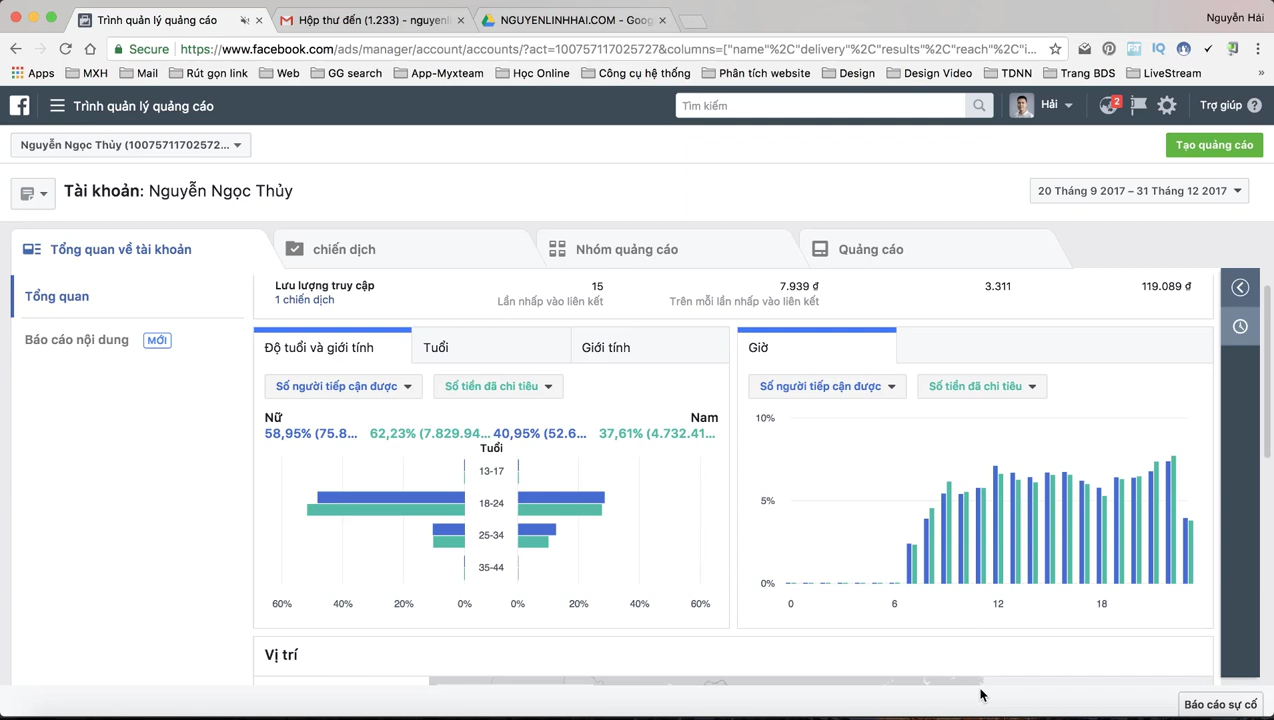 Trình quản lý quảng cáo
Hộp thư đến (1.233) - nguyenl
NGUYENLINHHAI.COM - Goog
Nguyễn Hải
Secure https://www.facebook.com/ads/manager/account/accounts/?act=100757117025727&columns=["name"%2C"delivery"%2C"results"%2C"reach"%2C"i...
Apps MXH Mail Rút gọn link Web GG search App-Myxteam Học Online Công cụ hệ thống Phân tích website Design Design Video TDNN Trang BDS LiveStream »
Trình quản lý quảng cáo Tìm kiếm Hải 2 Trợ giúp
Nguyễn Ngọc Thủy (10075711702572... Tạo quảng cáo
Tài khoản: Nguyễn Ngọc Thủy 20 Tháng 9 2017 – 31 Tháng 12 2017
Tổng quan về tài khoản chiến dịch Nhóm quảng cáo Quảng cáo
Tổng quan
Báo cáo nội dung MỚI
Lưu lượng truy cập 15 7.939 ₫ 3.311 119.089 ₫
1 chiến dịch Lần nhấp vào liên kết Trên mỗi lần nhấp vào liên kết
Độ tuổi và giới tính Tuổi Giới tính
Số người tiếp cận được Số tiền đã chi tiêu
Nữ Nam
58,95% (75.8... 62,23% (7.829.94... 40,95% (52.6... 37,61% (4.732.41...
Tuổi
13-17
18-24
25-34
35-44
60% 40% 20% 0% 0% 20% 40% 60%
Giờ
Số người tiếp cận được Số tiền đã chi tiêu
10%
5%
0%
0 6 12 18
Vị trí
Báo cáo sự cố